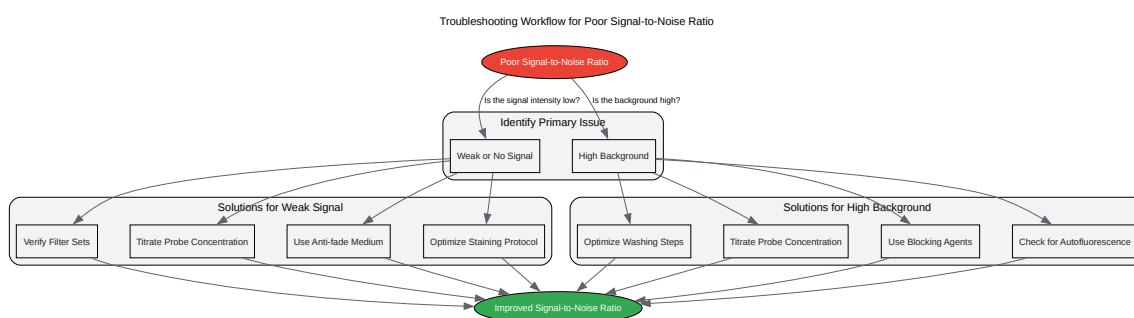 Troubleshooting Workflow for Poor Signal-to-Noise Ratio
Poor Signal-to-Noise Ratio
Is the signal intensity low?
Is the background high?
Identify Primary Issue
Weak or No Signal
High Background
Solutions for Weak Signal
Solutions for High Background
Verify Filter Sets
Titrate Probe Concentration
Use Anti-fade Medium
Optimize Staining Protocol
Optimize Washing Steps
Titrate Probe Concentration
Use Blocking Agents
Check for Autofluorescence
Improved Signal-to-Noise Ratio